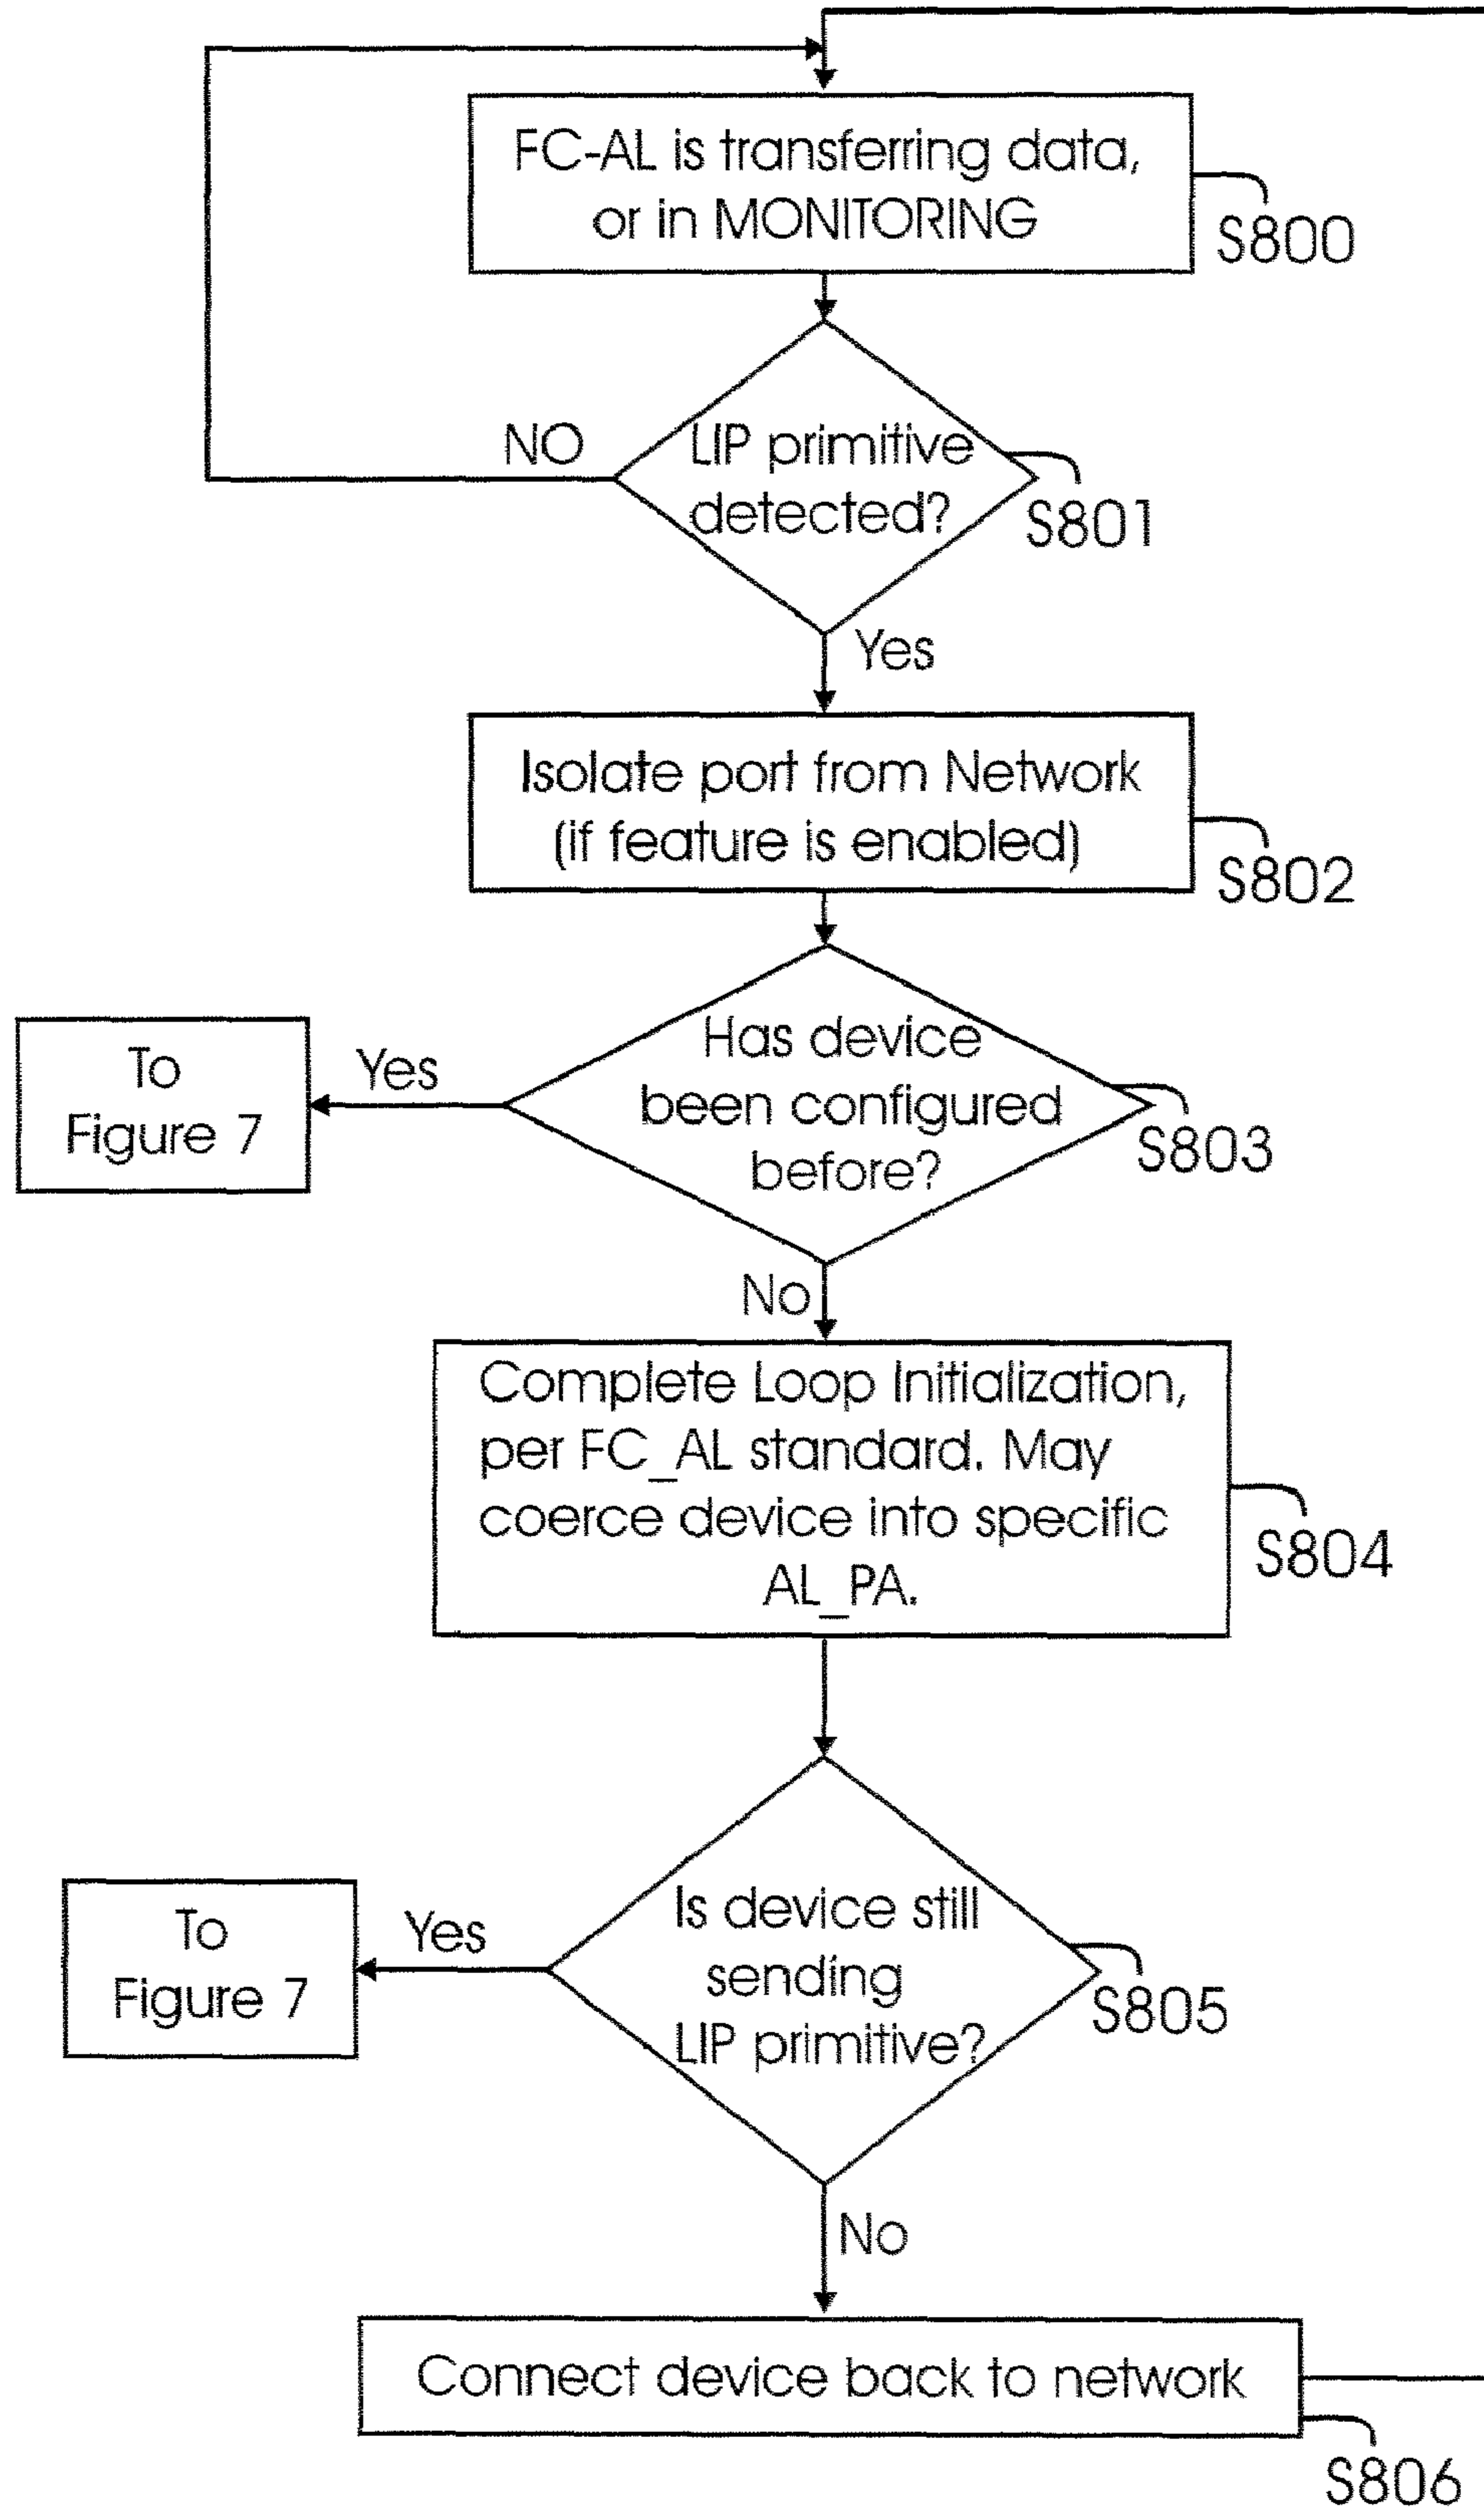 FC-AL is transferring data,
or in MONITORING
S800
NO
LIP primitive
detected?
S801
Yes
Isolate port from Network
(if feature is enabled)
S802
To
Figure 7
Yes
Has device
been configured
before?
S803
No
Complete Loop Initialization,
per FC_AL standard. May
coerce device into specific
AL_PA.
S804
To
Figure 7
Yes
Is device still
sending
LIP primitive?
S805
No
Connect device back to network
S806